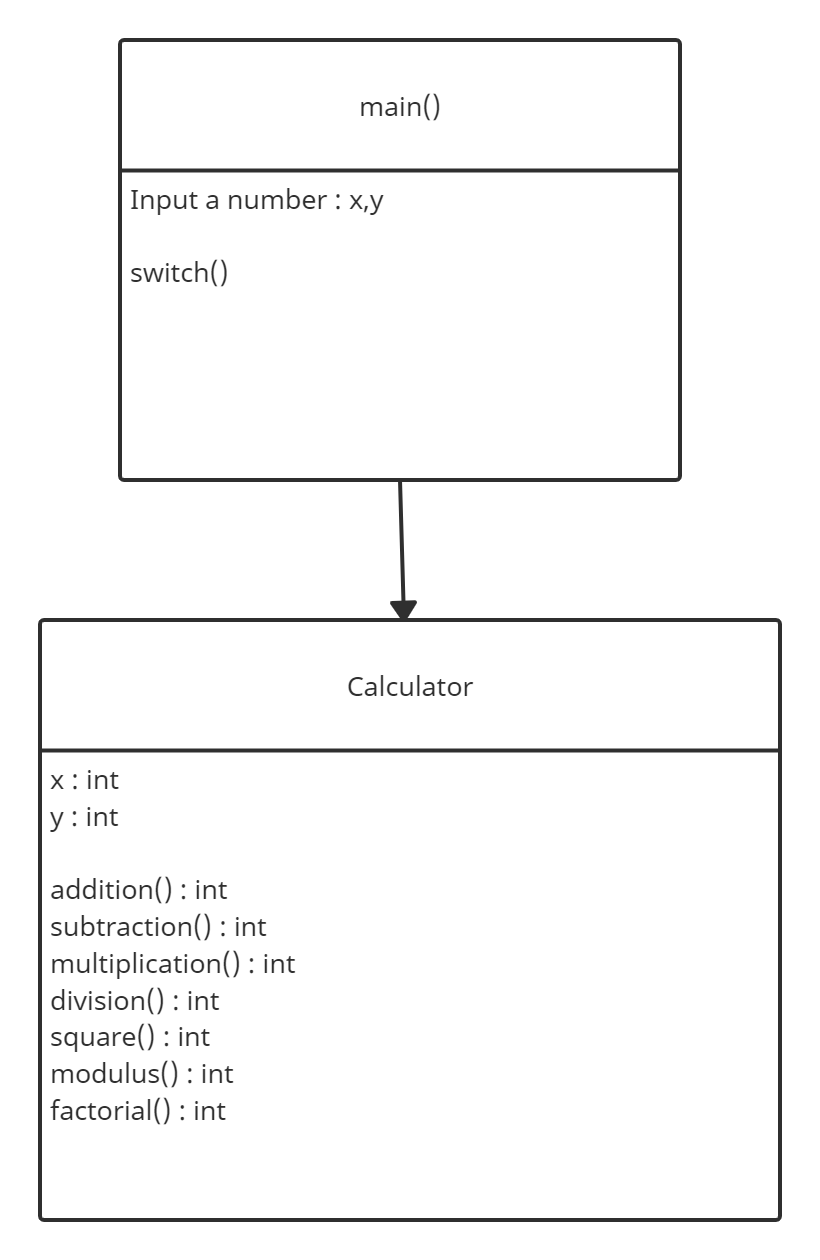 main()
Input a number : x,y
switch()
Calculator
x : int
y : int
addition() : int
subtraction() : int
multiplication() : int
division() : int
square() : int
modulus() : int
factorial() : int